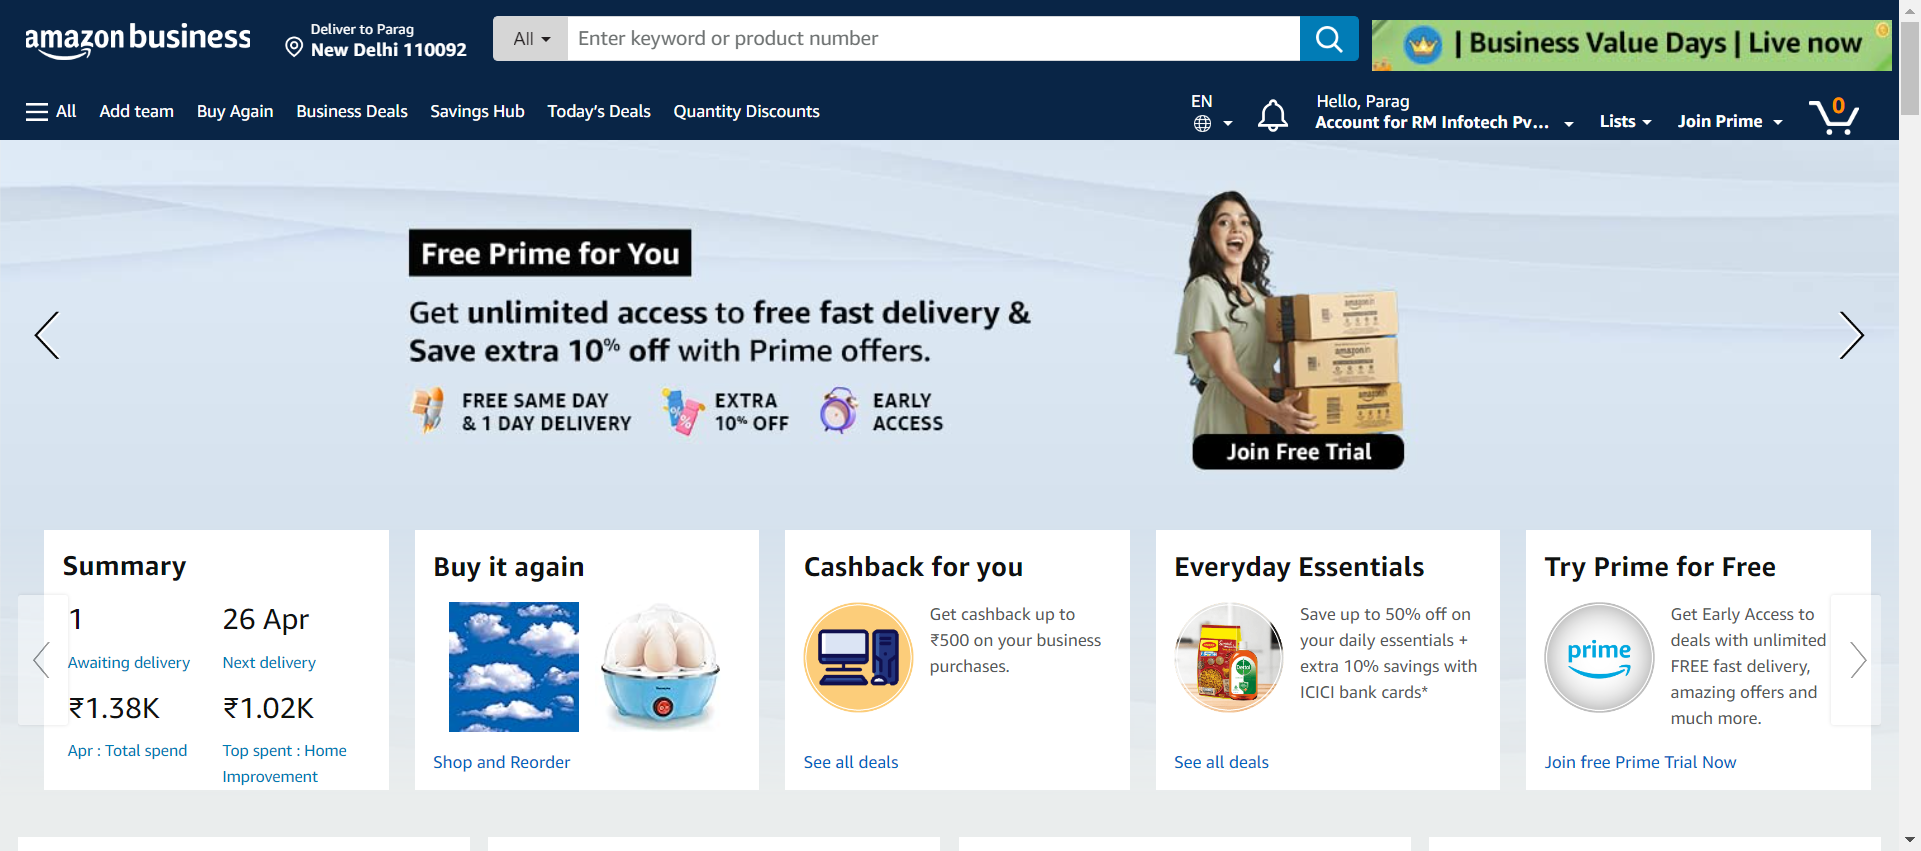 amazon business
Deliver to Parag
New Delhi 110092
All
Enter keyword or product number
| Business Value Days | Live now
All
Add team
Buy Again
Business Deals
Savings Hub
Today's Deals
Quantity Discounts
EN
Hello, Parag
Account for RM Infotech Pv...
Lists
Join Prime
0
Free Prime for You
Get unlimited access to free fast delivery &
Save extra 10% off with Prime offers.
FREE SAME DAY
& 1 DAY DELIVERY
EXTRA
10% OFF
EARLY
ACCESS
amazon.in
amazon.in
Join Free Trial
Summary
1
Awaiting delivery
26 Apr
Next delivery
₹1.38K
Apr : Total spend
₹1.02K
Top spent : Home
Improvement
Buy it again
Shop and Reorder
Cashback for you
Get cashback up to
₹500 on your business
purchases.
See all deals
Everyday Essentials
Dettol
Save up to 50% off on
your daily essentials +
extra 10% savings with
ICICI bank cards*
See all deals
Try Prime for Free
prime
Get Early Access to
deals with unlimited
FREE fast delivery,
amazing offers and
much more.
Join free Prime Trial Now